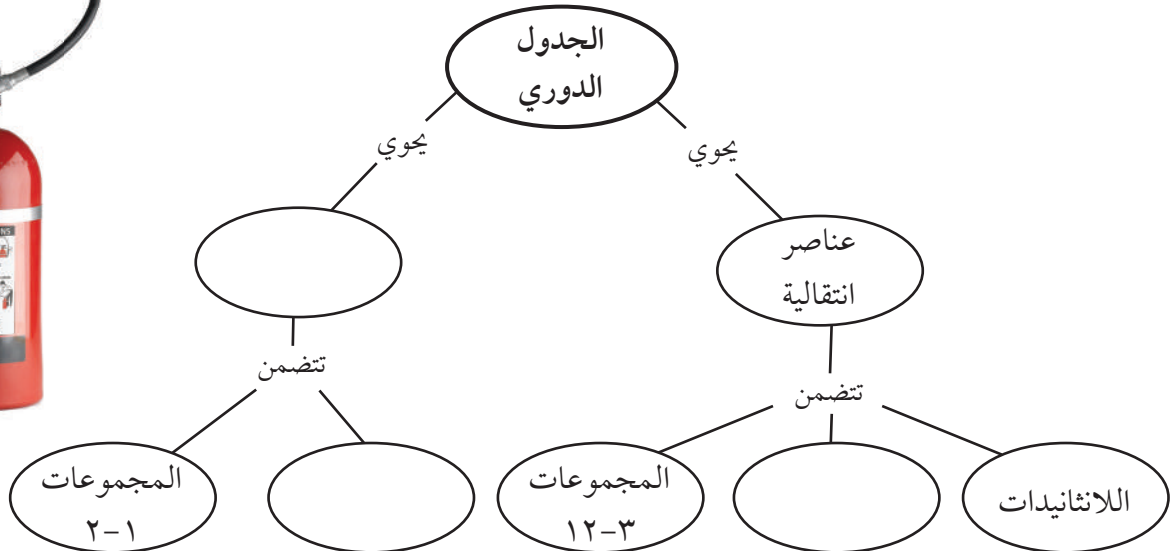 الجدول
الدوري
يحوي
يحوي
عناصر
انتقالية
تتضمن
تتضمن
اللانثانيدات
المجموعات
٣-١٢
المجموعات
١-٢